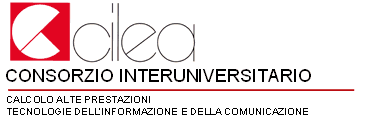 cilea
CONSORZIO INTERUNIVERSITARIO
CALCOLO ALTE PRESTAZIONI
TECNOLOGIE DELL'INFORMAZIONE E DELLA COMUNICAZIONE